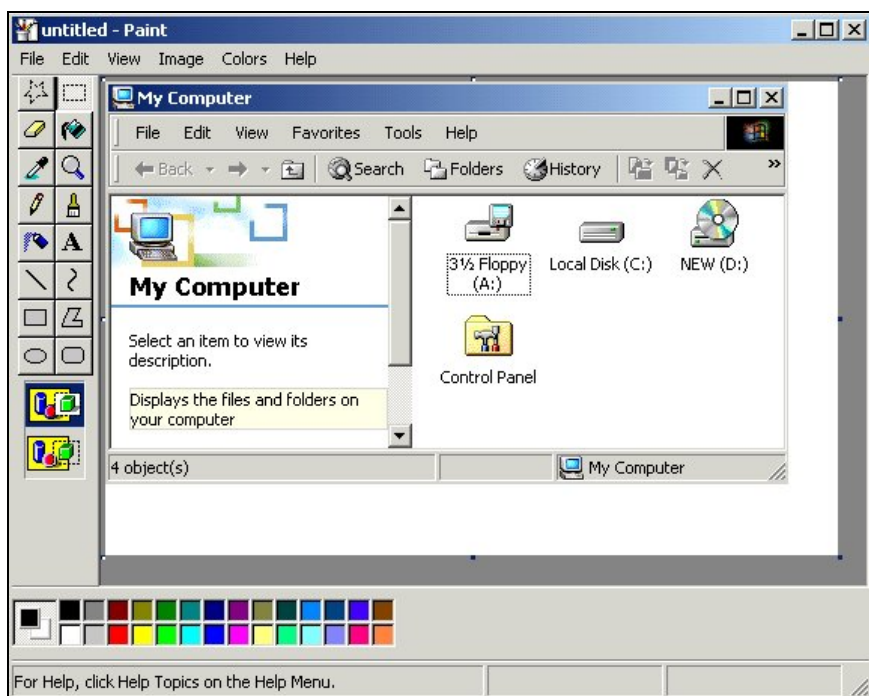 untitled - Paint
File Edit View Image Colors Help
My Computer
File Edit View Favorites Tools Help
Back Search Folders History »
My Computer
Select an item to view its
description.
Displays the files and folders on
your computer
3½ Floppy
(A:)
Local Disk (C:)
NEW (D:)
Control Panel
4 object(s)
My Computer
A
For Help, click Help Topics on the Help Menu.